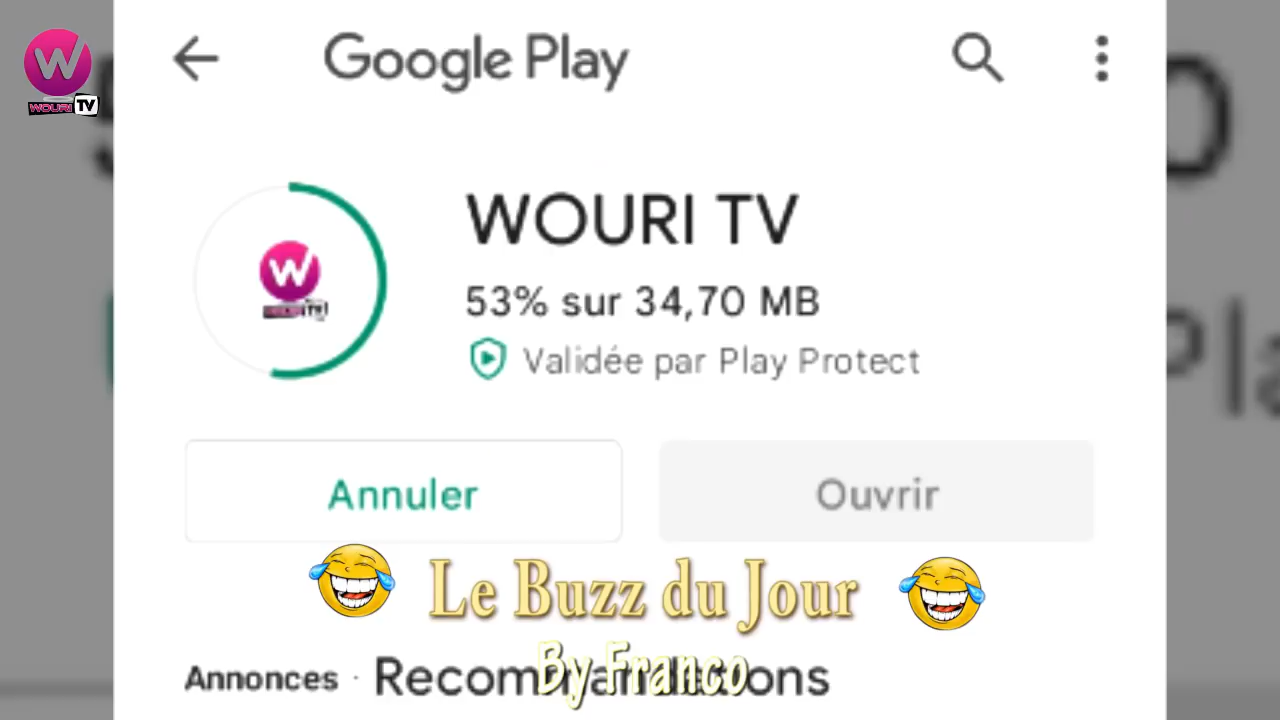 Google Play
W
WOURI TV
WOURI TV
53% sur 34,70 MB
Validée par Play Protect
W
Annuler
Ouvrir
Le Buzz du Jour
By Franco
Annonces · Recommandations